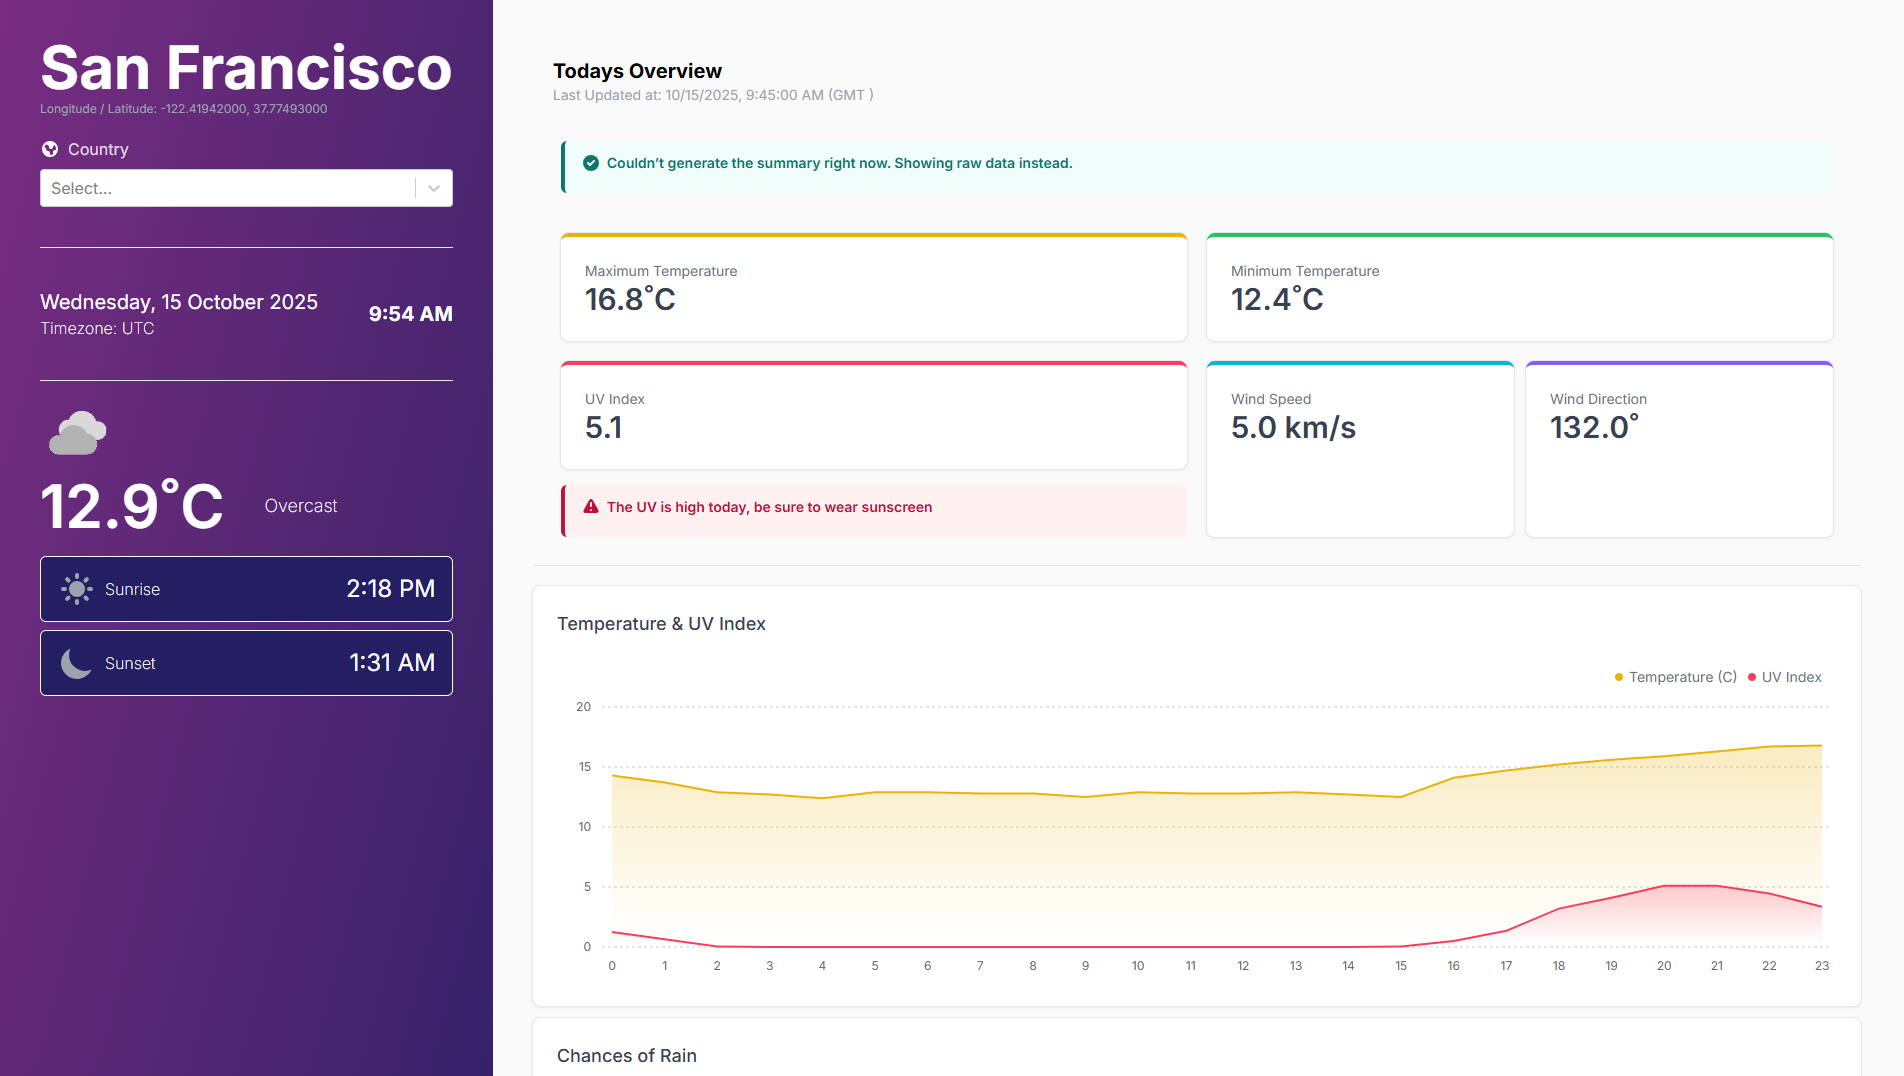 San Francisco
Longitude / Latitude: -122.41942000, 37.77493000
Country
Select...
Wednesday, 15 October 2025
Timezone: UTC
9:54 AM
12.9°C
Overcast
Sunrise
2:18 PM
Sunset
1:31 AM
Todays Overview
Last Updated at: 10/15/2025, 9:45:00 AM (GMT )
Couldn't generate the summary right now. Showing raw data instead.
Maximum Temperature
16.8°C
Minimum Temperature
12.4°C
UV Index
5.1
Wind Speed
5.0 km/s
Wind Direction
132.0°
The UV is high today, be sure to wear sunscreen
Temperature & UV Index
Temperature (C) UV Index
20
15
10
5
0
0 1 2 3 4 5 6 7 8 9 10 11 12 13 14 15 16 17 18 19 20 21 22 23
Chances of Rain